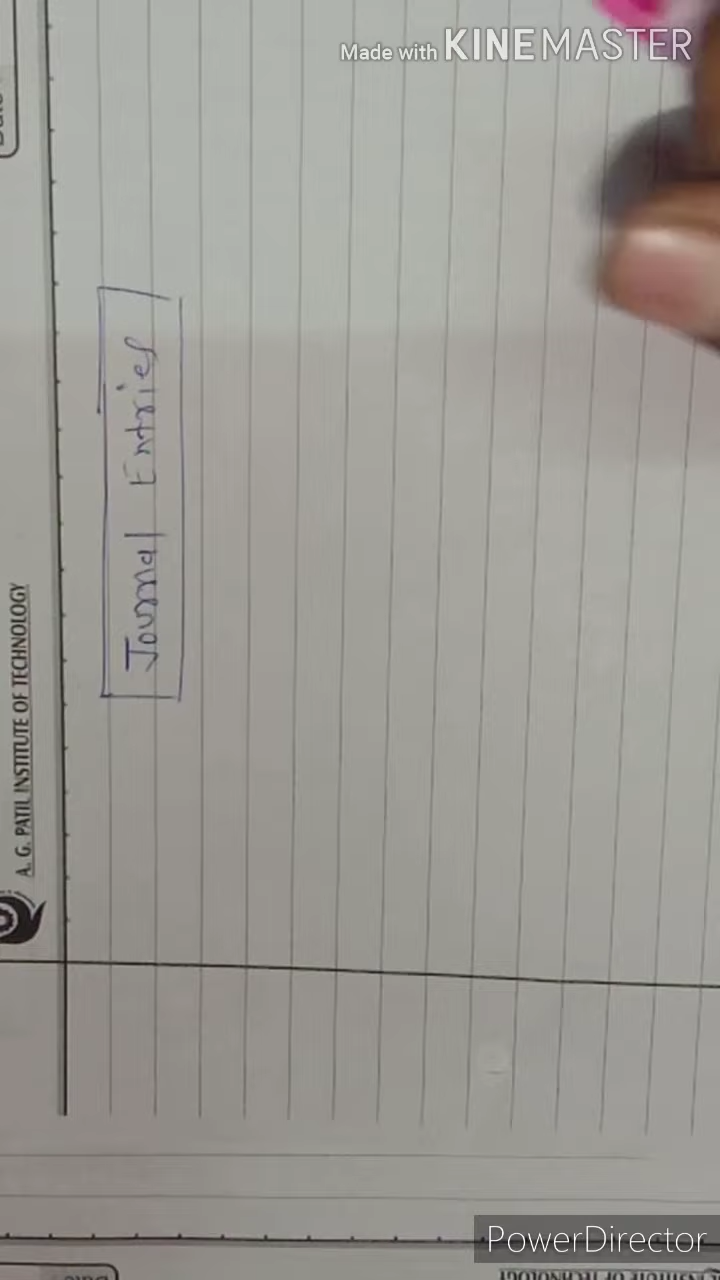 Made with KINEMASTER
A. G. PATIL INSTITUTE OF TECHNOLOGY
Journal Entries
PowerDirector